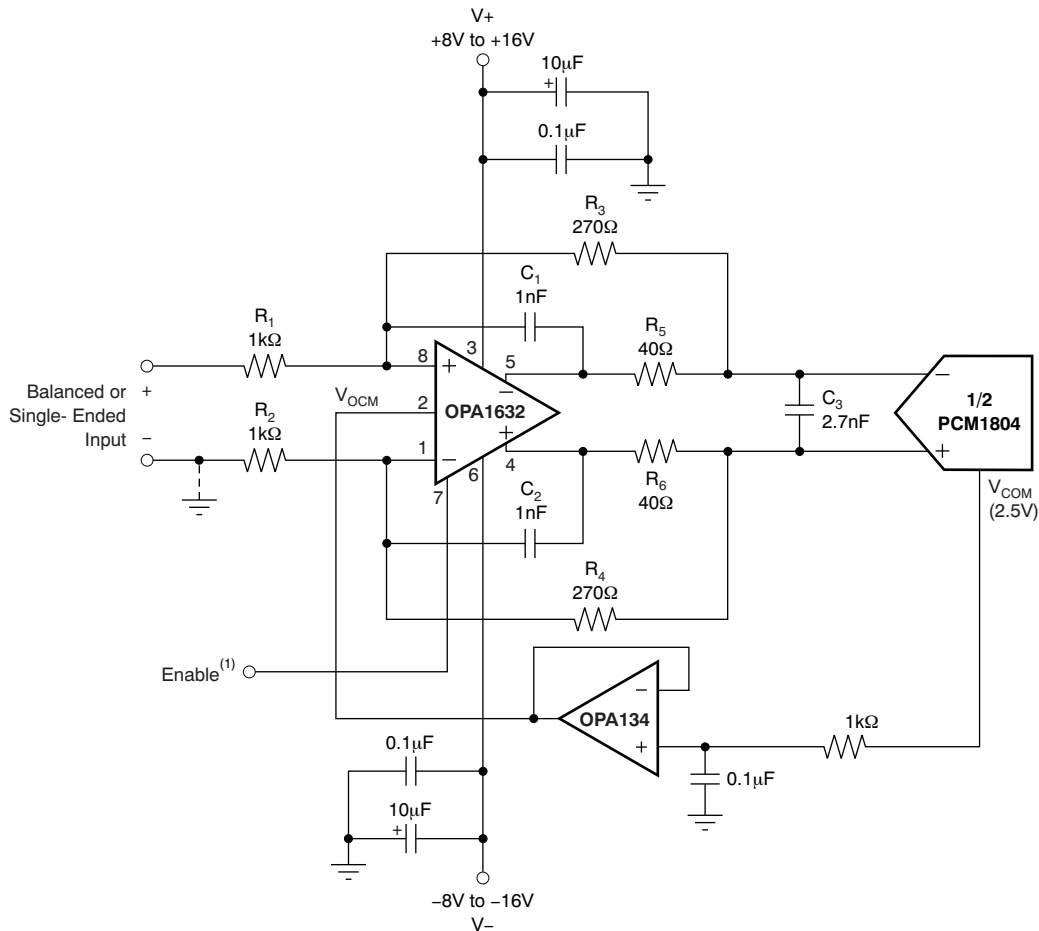 V+
+8V to +16V
10µF
+
0.1µF
R3
270Ω
C1
1nF
R1
1kΩ
R5
40Ω
3
5
8
+
−
Balanced or
Single- Ended
Input
+
−
VOCM
2
OPA1632
C3
2.7nF
−
1/2
PCM1804
+
R2
1kΩ
1
−
+
4
6
7
R6
40Ω
VCOM
(2.5V)
C2
1nF
R4
270Ω
Enable(1)
−
OPA134
+
1kΩ
0.1µF
0.1µF
10µF
+
−8V to −16V
V−